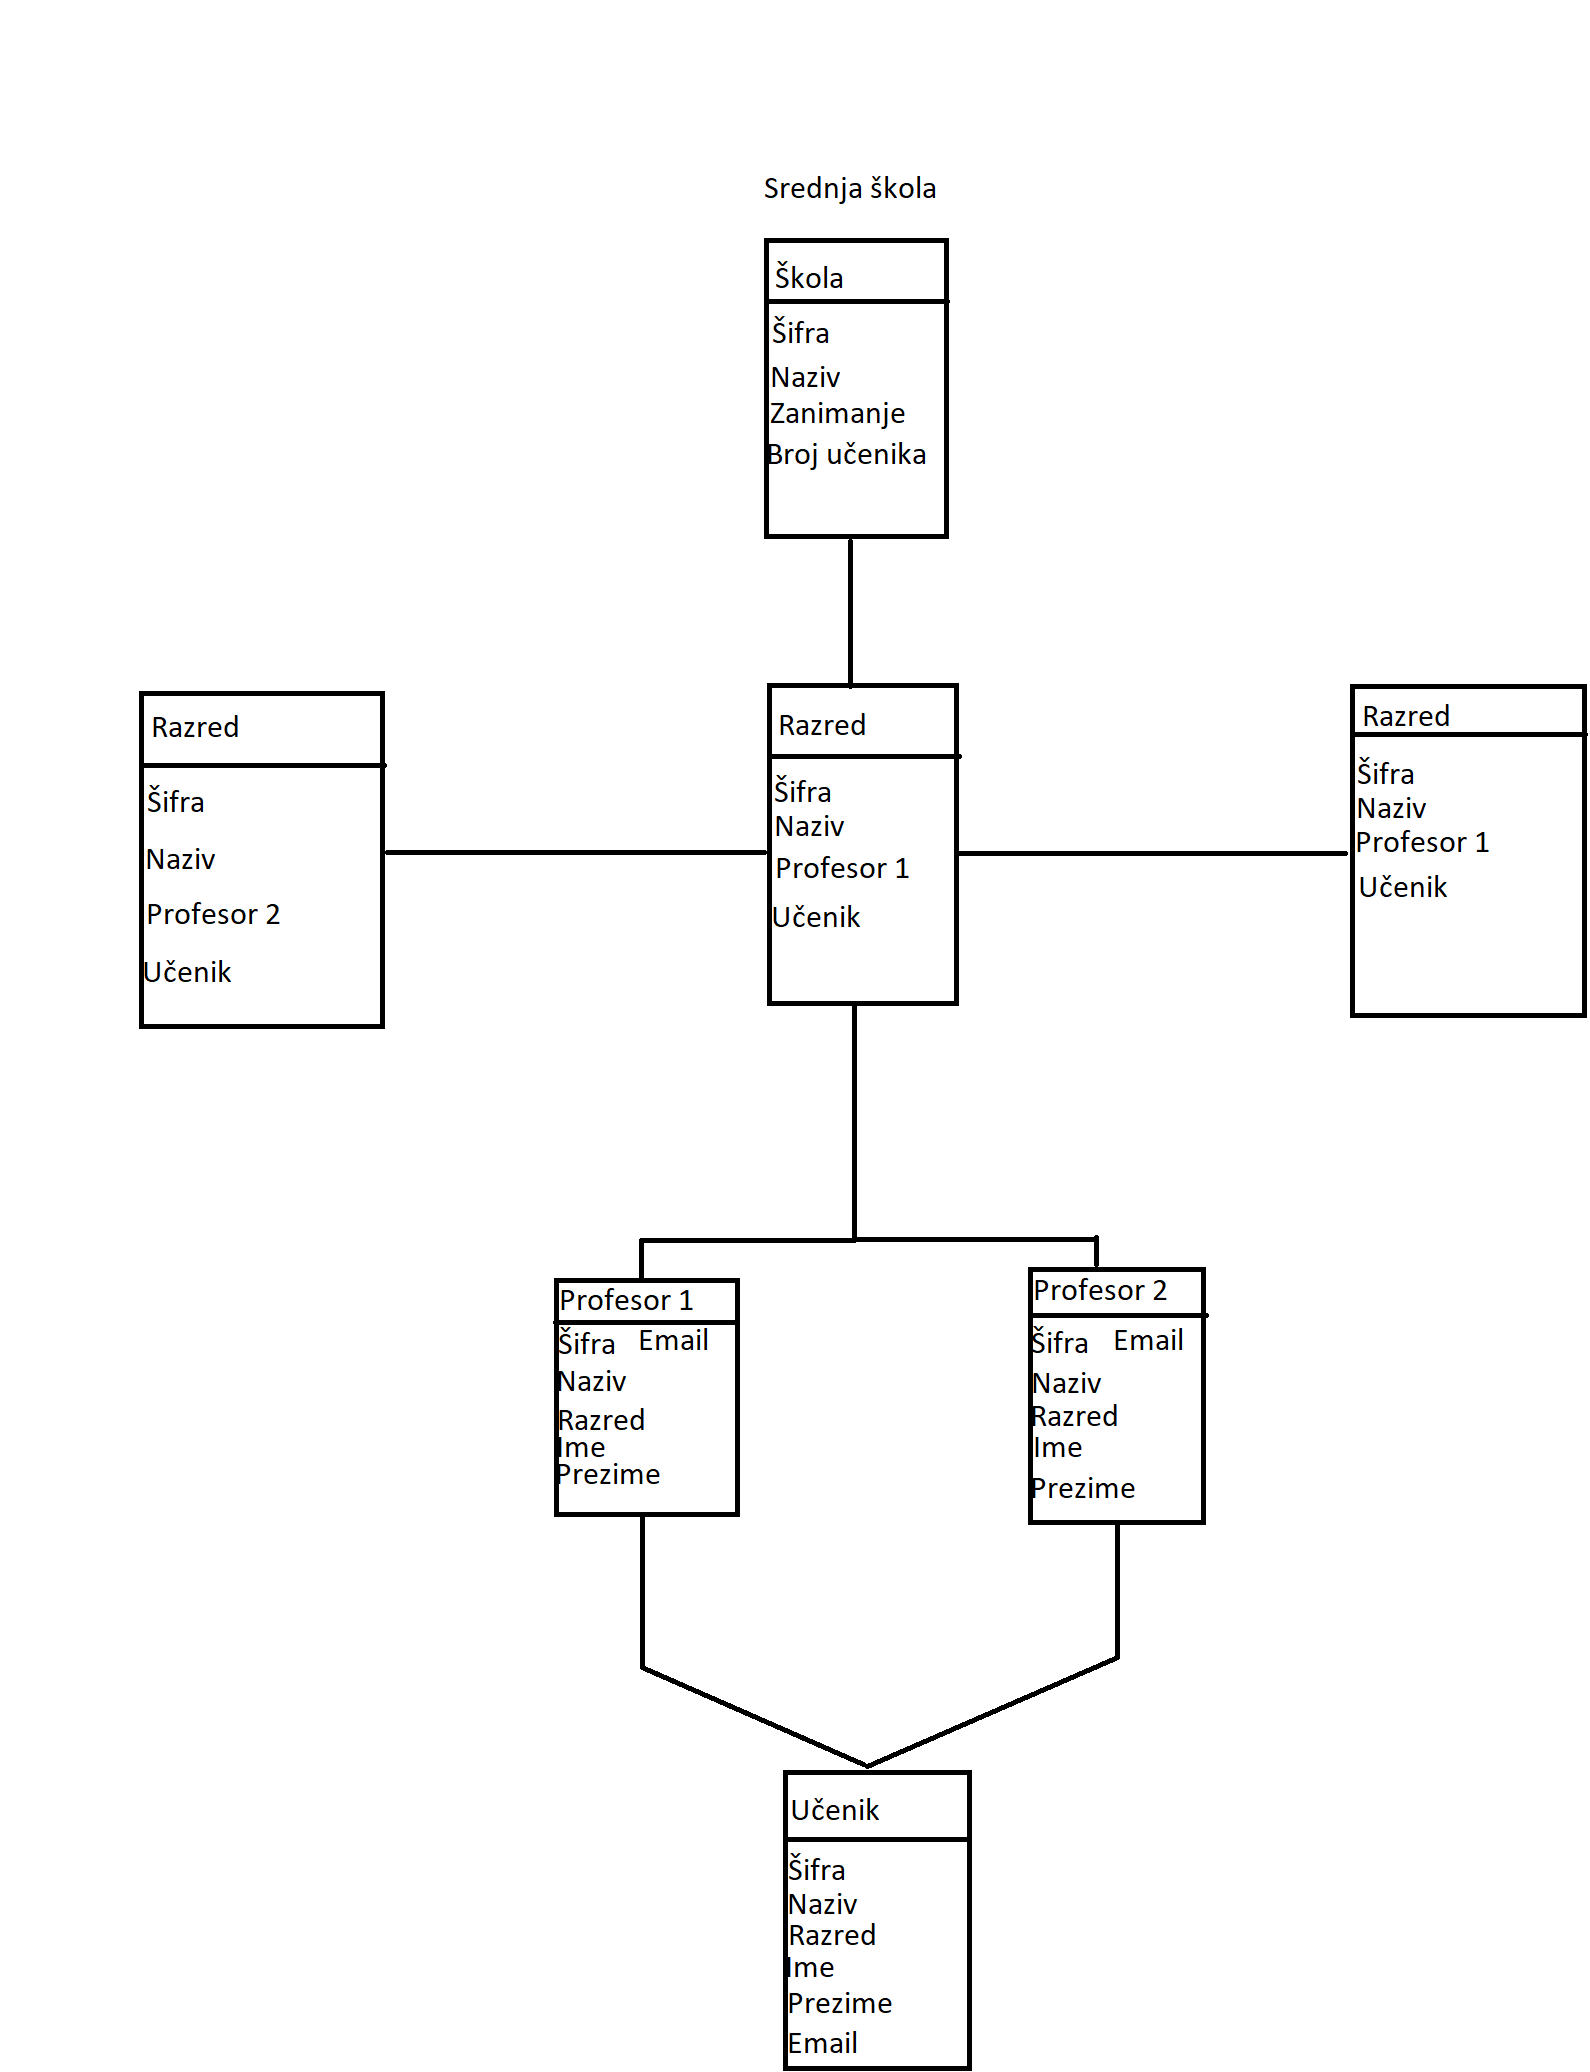 Srednja škola
Škola
Šifra
Naziv
Zanimanje
Broj učenika
Razred
Šifra
Naziv
Profesor 2
Učenik
Razred
Šifra
Naziv
Profesor 1
Učenik
Razred
Šifra
Naziv
Profesor 1
Učenik
Profesor 1
Šifra Email
Naziv
Razred
Ime
Prezime
Profesor 2
Šifra Email
Naziv
Razred
Ime
Prezime
Učenik
Šifra
Naziv
Razred
Ime
Prezime
Email